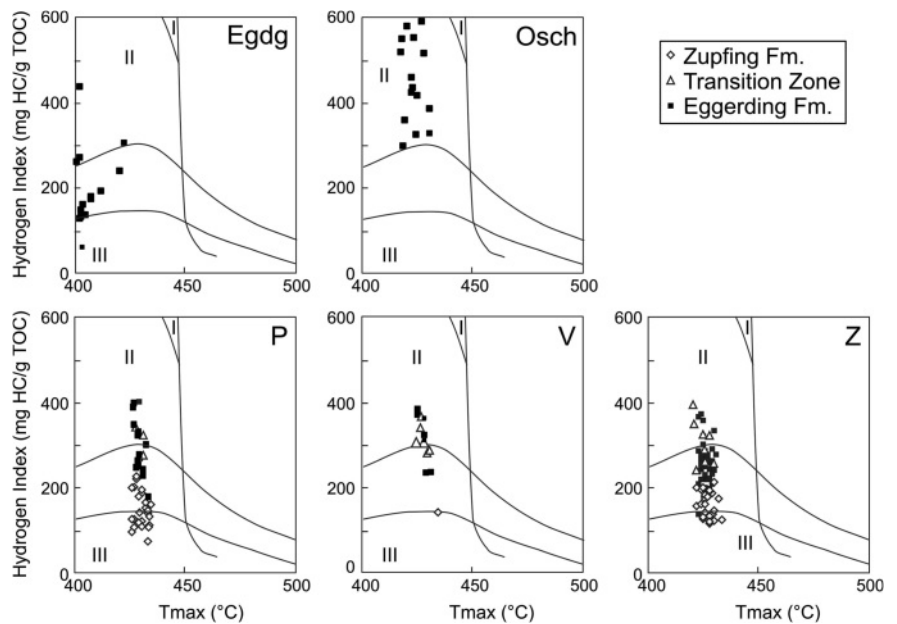 Hydrogen Index (mg HC/g TOC)
600
400
200
0
400
450
500
I
II
III
Egdg
600
400
200
0
400
450
500
I
II
III
Osch
◇ Zupfing Fm.
△ Transition Zone
■ Eggerding Fm.
Hydrogen Index (mg HC/g TOC)
600
400
200
0
400
450
500
Tmax (°C)
I
II
III
P
600
400
200
0
400
450
500
Tmax (°C)
I
II
III
V
600
400
200
0
400
450
500
Tmax (°C)
I
II
III
Z